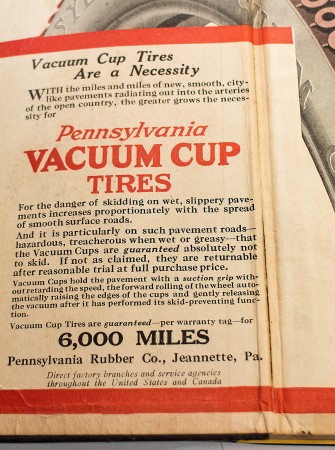 Vacuum Cup Tires
Are a Necessity
WITH the miles and miles of new, smooth, city-
like pavements radiating out into the arteries
of the open country, the greater grows the neces-
sity for
Pennsylvania
VACUUM CUP
TIRES
For the danger of skidding on wet, slippery pave-
ments increases proportionately with the spread
of smooth surface roads.
And it is particularly on such pavement roads—
hazardous, treacherous when wet or greasy—that
the Vacuum Cups are guaranteed absolutely not
to skid. If not as claimed, they are returnable
after reasonable trial at full purchase price.
Vacuum Cups hold the pavement with a suction grip with-
out retarding the speed, the forward rolling of the wheel auto-
matically raising the edges of the cups and gently releasing
the vacuum after it has performed its skid-preventing func-
tion.
Vacuum Cup Tires are guaranteed—per warranty tag—for
6,000 MILES
Pennsylvania Rubber Co., Jeannette, Pa.
Direct factory branches and service agencies
throughout the United States and Canada